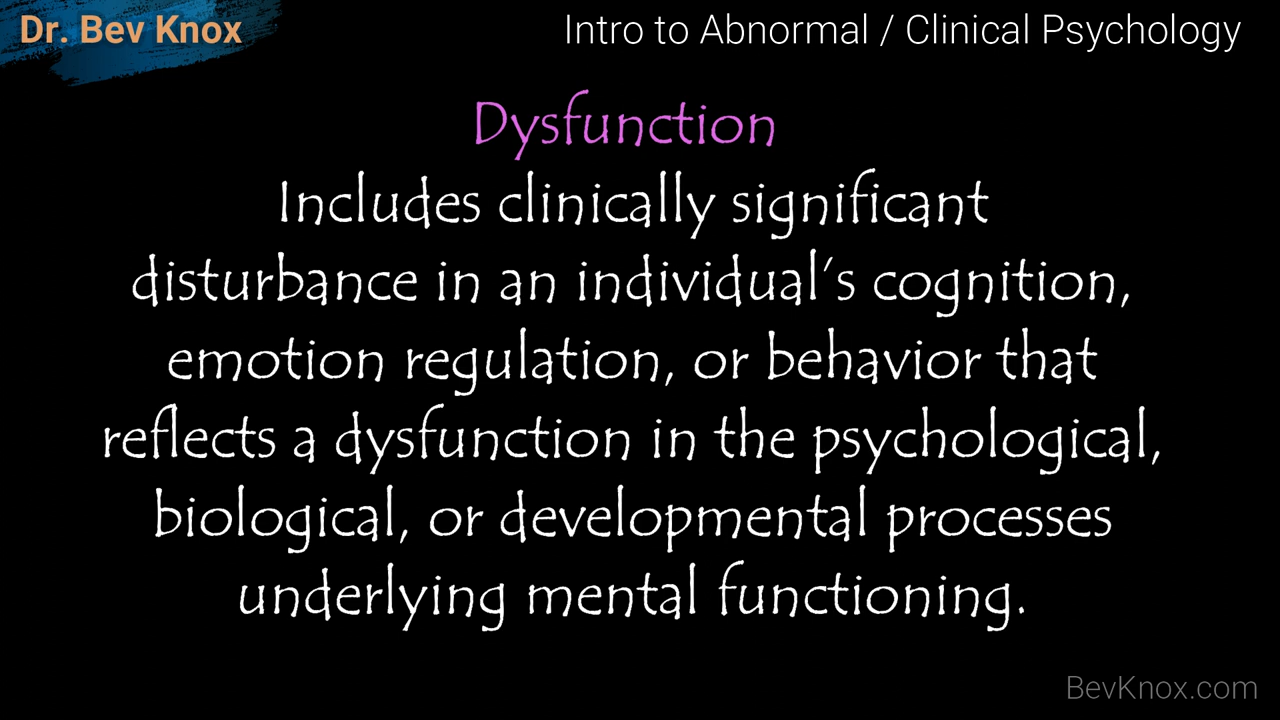 Dr. Bev Knox
Intro to Abnormal / Clinical Psychology
Dysfunction
Includes clinically significant
disturbance in an individual's cognition,
emotion regulation, or behavior that
reflects a dysfunction in the psychological,
biological, or developmental processes
underlying mental functioning.
BevKnox.com